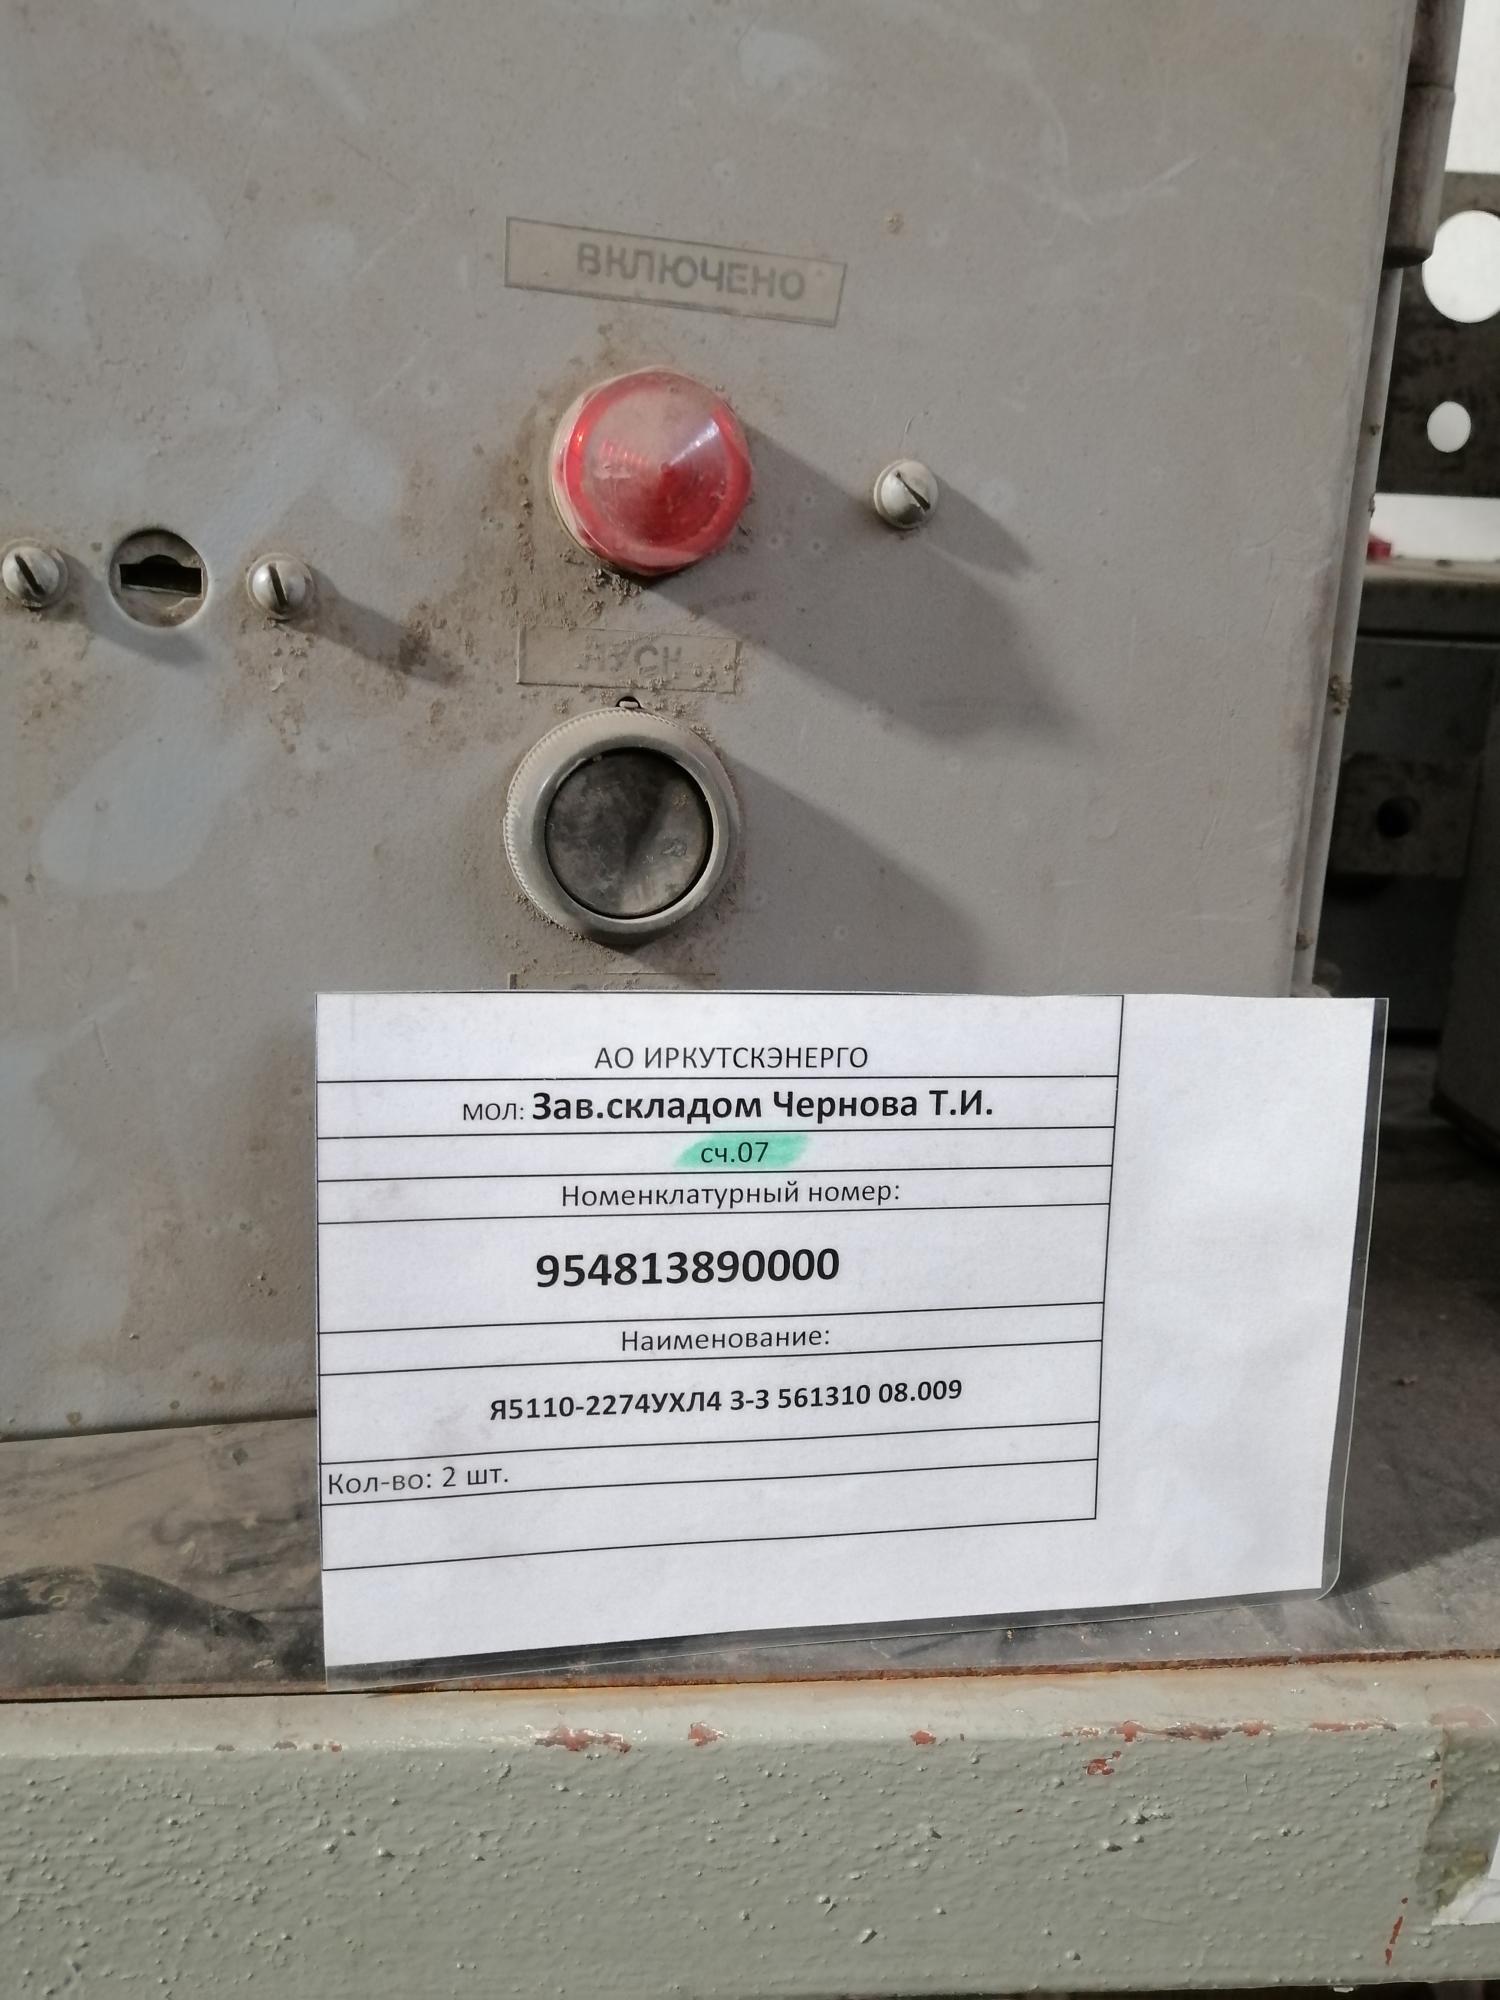 ВКЛЮЧЕНО
ПУСК
АО ИРКУТСКЭНЕРГО
МОЛ: Зав.складом Чернова Т.И.
сч.07
Номенклатурный номер:
954813890000
Наименование:
Я5110-2274УХЛ4 3-3 561310 08.009
Кол-во: 2 шт.